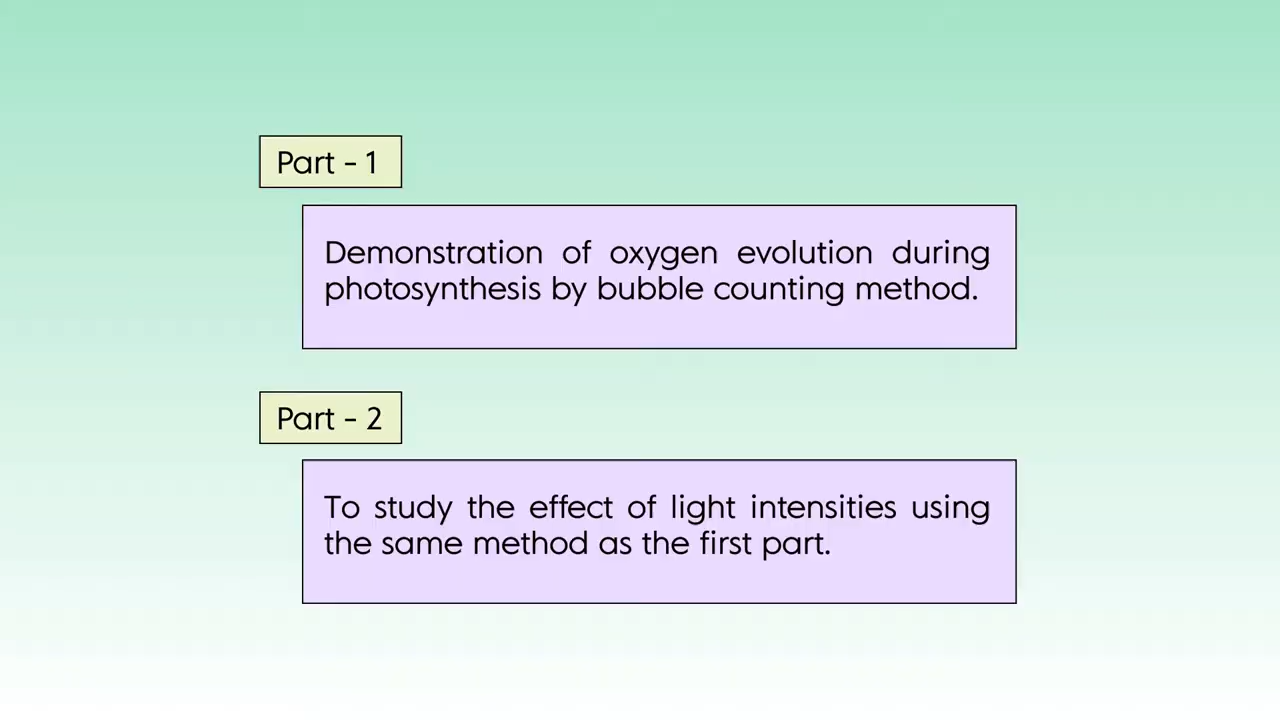 Part - 1
Demonstration of oxygen evolution during
photosynthesis by bubble counting method.
Part - 2
To study the effect of light intensities using
the same method as the first part.